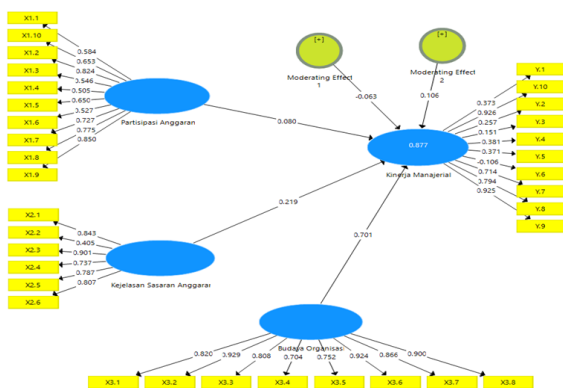 X1.1
X1.10
X1.2
X1.3
X1.4
X1.5
X1.6
X1.7
X1.8
X1.9
0.584
0.653
0.824
0.546
0.505
0.650
0.527
0.727
0.775
0.850
Partisipasi Anggaran
[+]
Moderating Effect
1
[+]
Moderating Effect
2
-0.063
0.106
0.080
0.877
Kinerja Manajerial
Y.1
Y.10
Y.2
Y.3
Y.4
Y.5
Y.6
Y.7
Y.8
Y.9
0.373
0.926
0.257
0.151
0.381
0.371
-0.106
0.714
0.794
0.925
X2.1
X2.2
X2.3
X2.4
X2.5
X2.6
0.843
0.405
0.901
0.737
0.787
0.807
Kejelasan Sasaran Anggaran
0.219
0.701
Budaya Organisasi
0.820 0.929 0.808 0.704 0.752 0.924 0.866 0.900
X3.1 X3.2 X3.3 X3.4 X3.5 X3.6 X3.7 X3.8